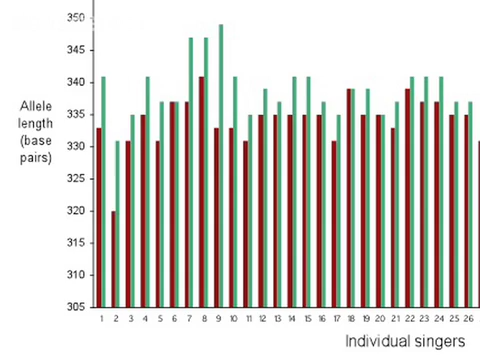 350
345
340
335
330
325
320
315
310
305
Allele
length
(base
pairs)
1 2 3 4 5 6 7 8 9 10 11 12 13 14 15 16 17 18 19 20 21 22 23 24 25 26
Individual singers